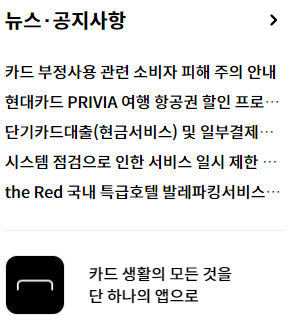 뉴스·공지사항
카드 부정사용 관련 소비자 피해 주의 안내
현대카드 PRIVIA 여행 항공권 할인 프로…
단기카드대출(현금서비스) 및 일부결제…
시스템 점검으로 인한 서비스 일시 제한 …
the Red 국내 특급호텔 발레파킹서비스…
카드 생활의 모든 것을
단 하나의 앱으로